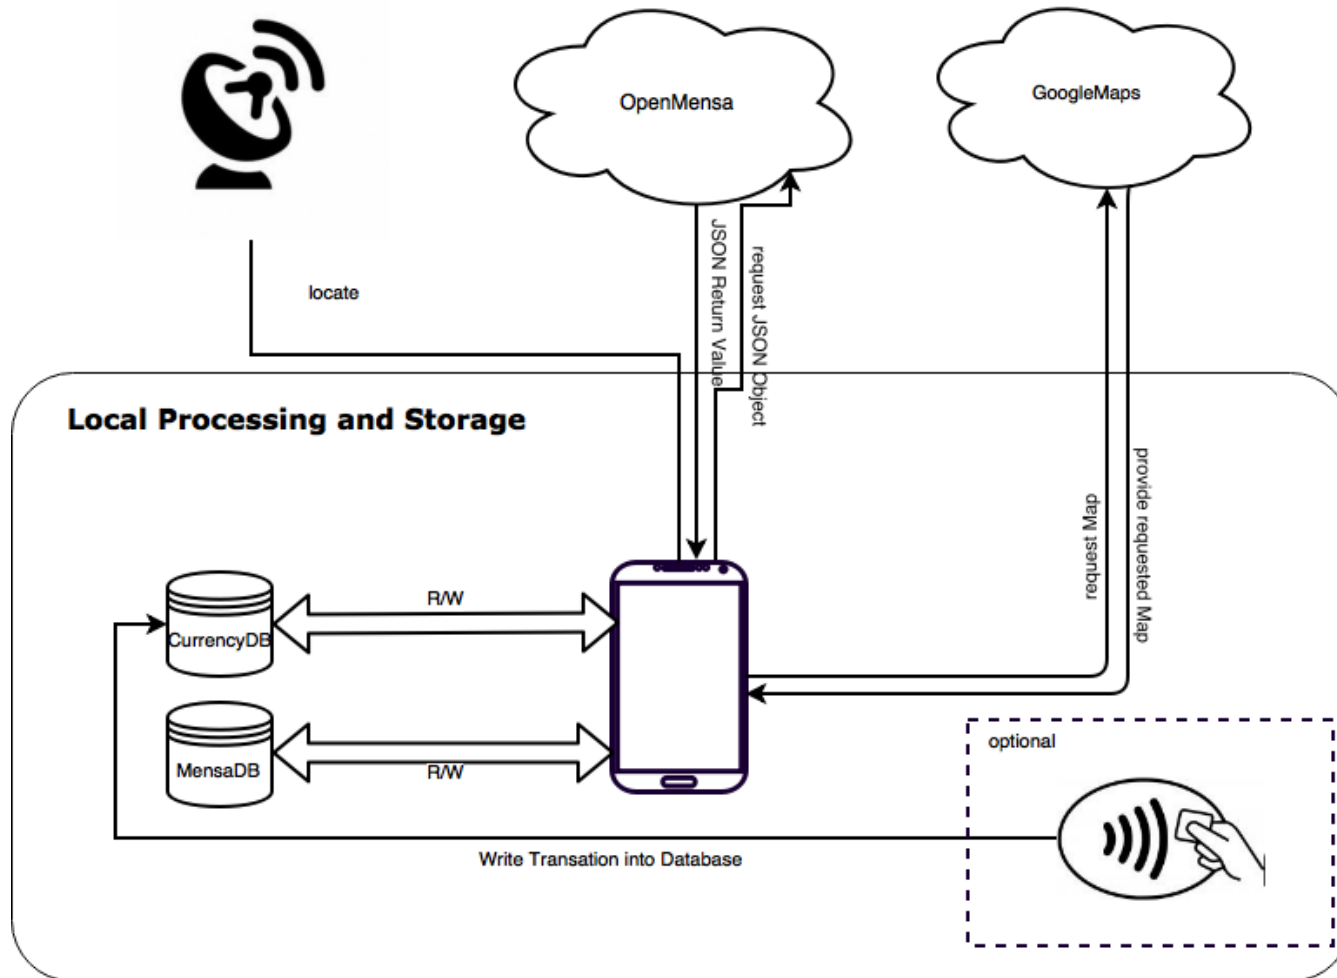 OpenMensa
GoogleMaps
locate
JSON Return Value
request JSON Object
Local Processing and Storage
request Map
provide requested Map
CurrencyDB
R/W
MensaDB
R/W
optional
Write Transation into Database